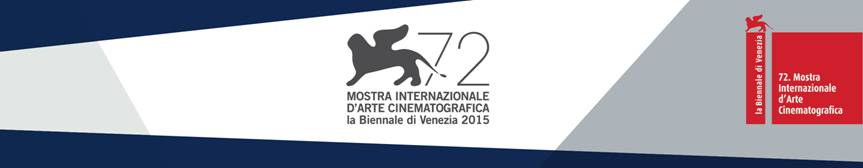 72
MOSTRA INTERNAZIONALE
D'ARTE CINEMATOGRAFICA
la Biennale di Venezia 2015
la Biennale di Venezia
72. Mostra
Internazionale
d'Arte
Cinematografica